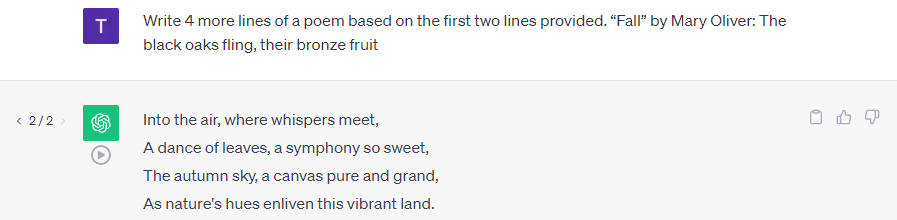 T
Write 4 more lines of a poem based on the first two lines provided. “Fall” by Mary Oliver: The
black oaks fling, their bronze fruit
< 2 / 2 >
Into the air, where whispers meet,
A dance of leaves, a symphony so sweet,
The autumn sky, a canvas pure and grand,
As nature's hues enliven this vibrant land.